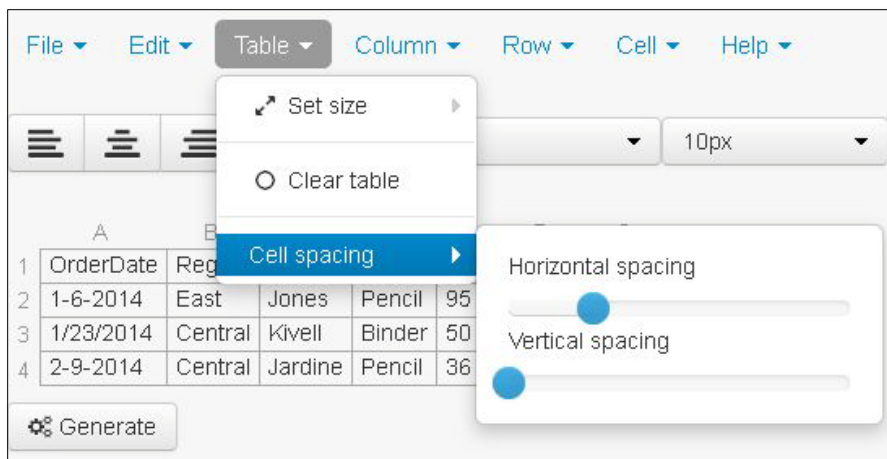 File Edit Table Column Row Cell Help
Set size
10px
Clear table
A
Cell spacing
Horizontal spacing
Vertical spacing
1 OrderDate Reg
2 1-6-2014 East Jones Pencil 95
3 1/23/2014 Central Kivell Binder 50
4 2-9-2014 Central Jardine Pencil 36
Generate